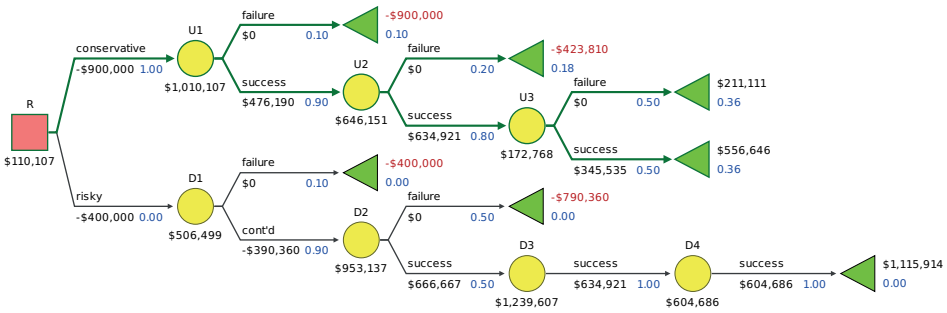 failure
-$900,000
$0 0.10
0.10
U1
failure
-$423,810
conservative
$0 0.20
0.18
-$900,000 1.00
U2
success
failure
$211,111
$1,010,107
$476,190 0.90
$0 0.50
0.36
R
$646,151
U3
success
$634,921 0.80
success
$556,646
$110,107
$172,768
$345,535 0.50
0.36
failure
-$400,000
$0 0.10
0.00
D1
failure
-$790,360
risky
$0 0.50
0.00
-$400,000 0.00
D2
cont'd
$506,499
-$390,360 0.90
D3
D4
success
success
success
$1,115,914
$953,137
$666,667 0.50
$634,921 1.00
$604,686 1.00
0.00
$1,239,607
$604,686